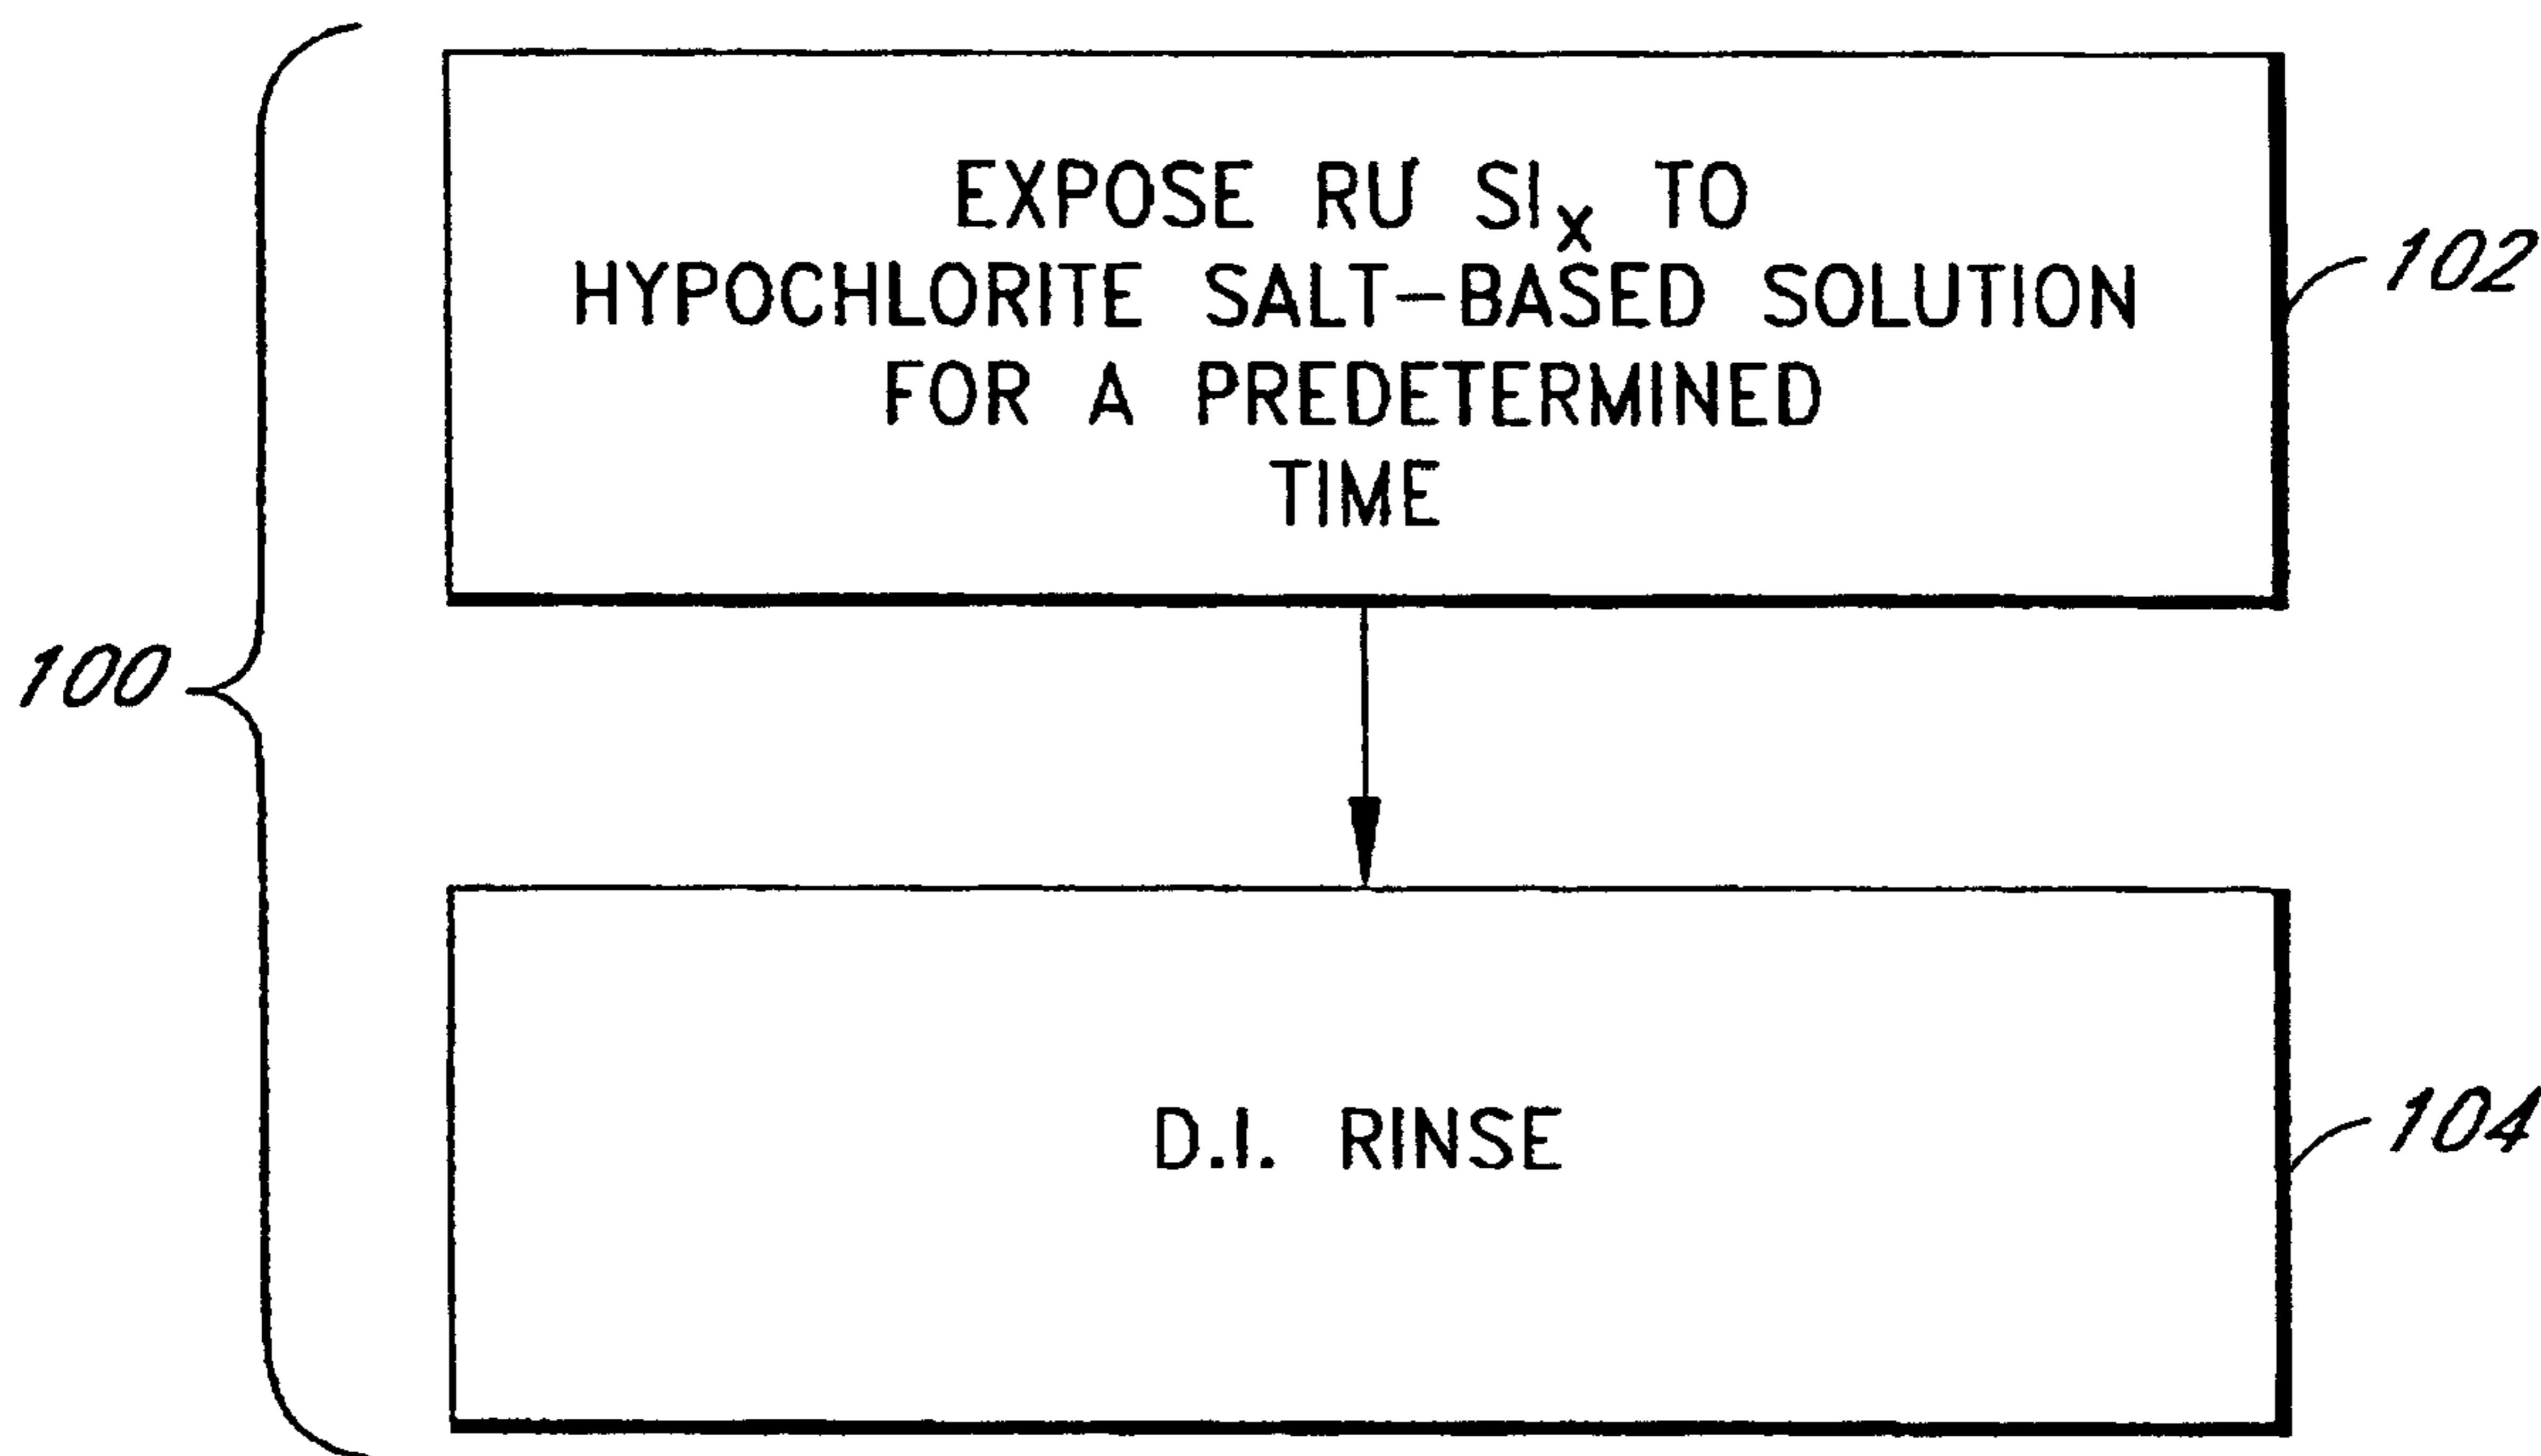 EXPOSE RU SIx TO
HYPOCHLORITE SALT-BASED SOLUTION
FOR A PREDETERMINED
TIME
102
100
D.I. RINSE
104